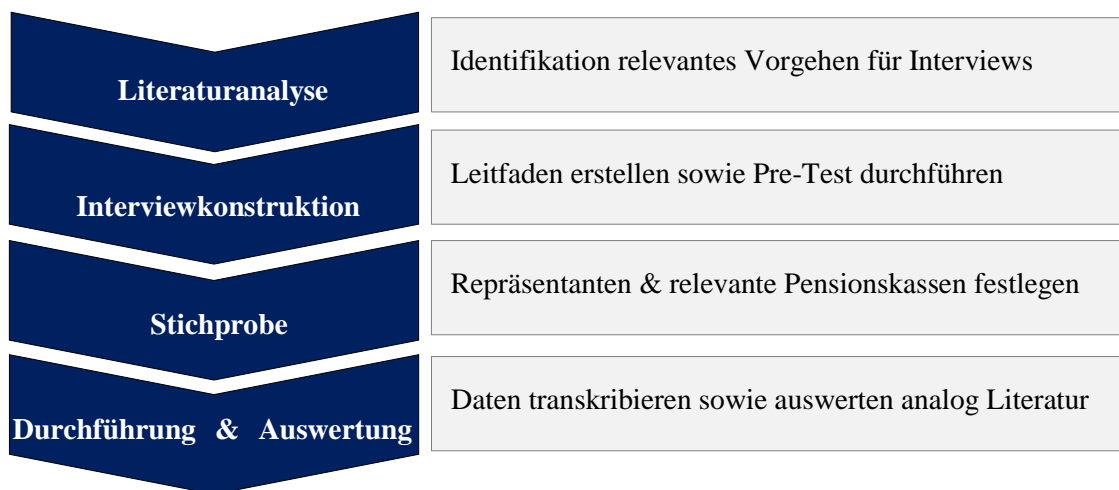 Literaturanalyse
Identifikation relevantes Vorgehen für Interviews
Interviewkonstruktion
Leitfaden erstellen sowie Pre-Test durchführen
Stichprobe
Repräsentanten & relevante Pensionskassen festlegen
Durchführung & Auswertung
Daten transkribieren sowie auswerten analog Literatur